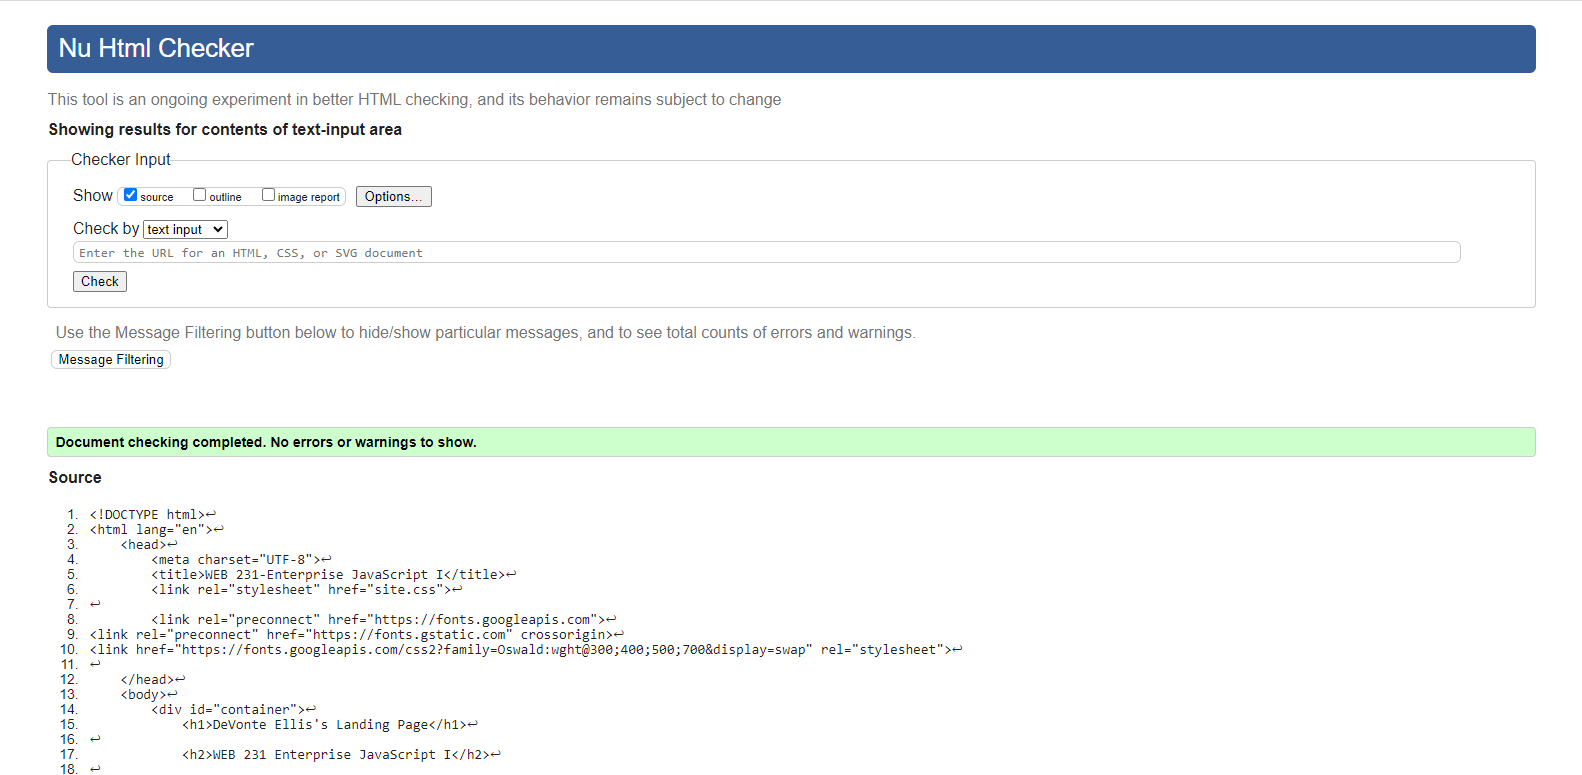 Nu Html Checker
This tool is an ongoing experiment in better HTML checking, and its behavior remains subject to change
Showing results for contents of text-input area
Checker Input
Show source outline image report Options...
Check by text input
Enter the URL for an HTML, CSS, or SVG document
Check
Use the Message Filtering button below to hide/show particular messages, and to see total counts of errors and warnings.
Message Filtering
Document checking completed. No errors or warnings to show.
Source
1. <!DOCTYPE html>↩
2. <html lang="en">↩
3.     <head>↩
4.         <meta charset="UTF-8">↩
5.         <title>WEB 231-Enterprise JavaScript I</title>↩
6.         <link rel="stylesheet" href="site.css">↩
7. ↩
8.         <link rel="preconnect" href="https://fonts.googleapis.com">↩
9. <link rel="preconnect" href="https://fonts.gstatic.com" crossorigin>↩
10. <link href="https://fonts.googleapis.com/css2?family=Oswald:wght@300;400;500;700&display=swap" rel="stylesheet">↩
11. ↩
12.     </head>↩
13.     <body>↩
14.         <div id="container">↩
15.             <h1>DeVonte Ellis's Landing Page</h1>↩
16. ↩
17.             <h2>WEB 231 Enterprise JavaScript I</h2>↩
18. ↩